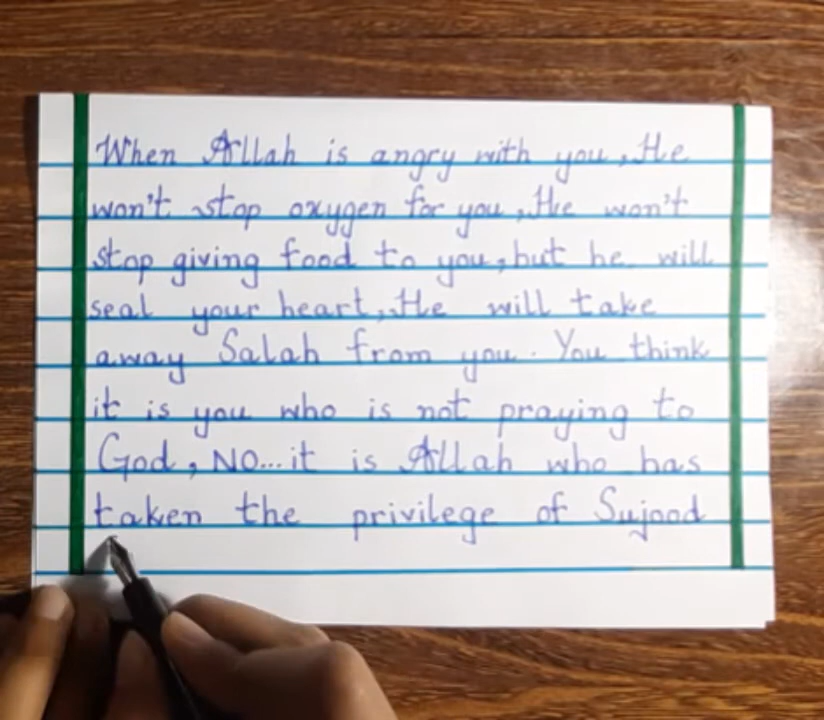 When Allah is angry with you, He
won't stop oxygen for you, He won't
stop giving food to you, but he will
seal your heart, He will take
away Salah from you. You think
it is you who is not praying to
God, NO... it is Allah who has
taken the privilege of Sujood